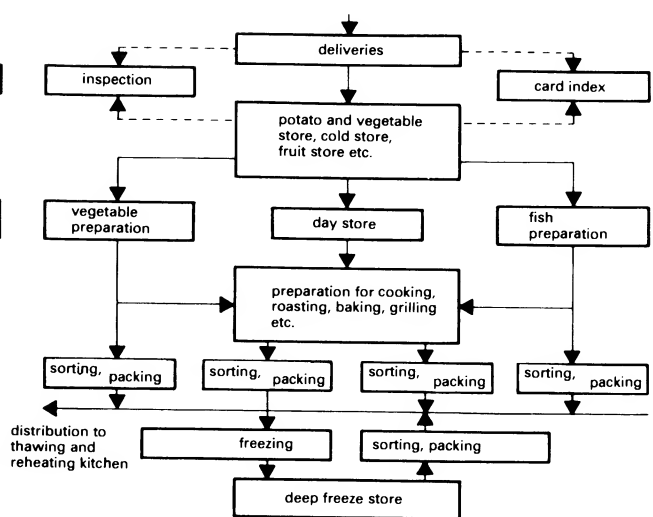 deliveries
inspection
card index
potato and vegetable
store, cold store,
fruit store etc.
vegetable
preparation
day store
fish
preparation
preparation for cooking,
roasting, baking, grilling
etc.
sorting, packing
sorting, packing
sorting, packing
sorting, packing
distribution to
thawing and
reheating kitchen
freezing
sorting, packing
deep freeze store